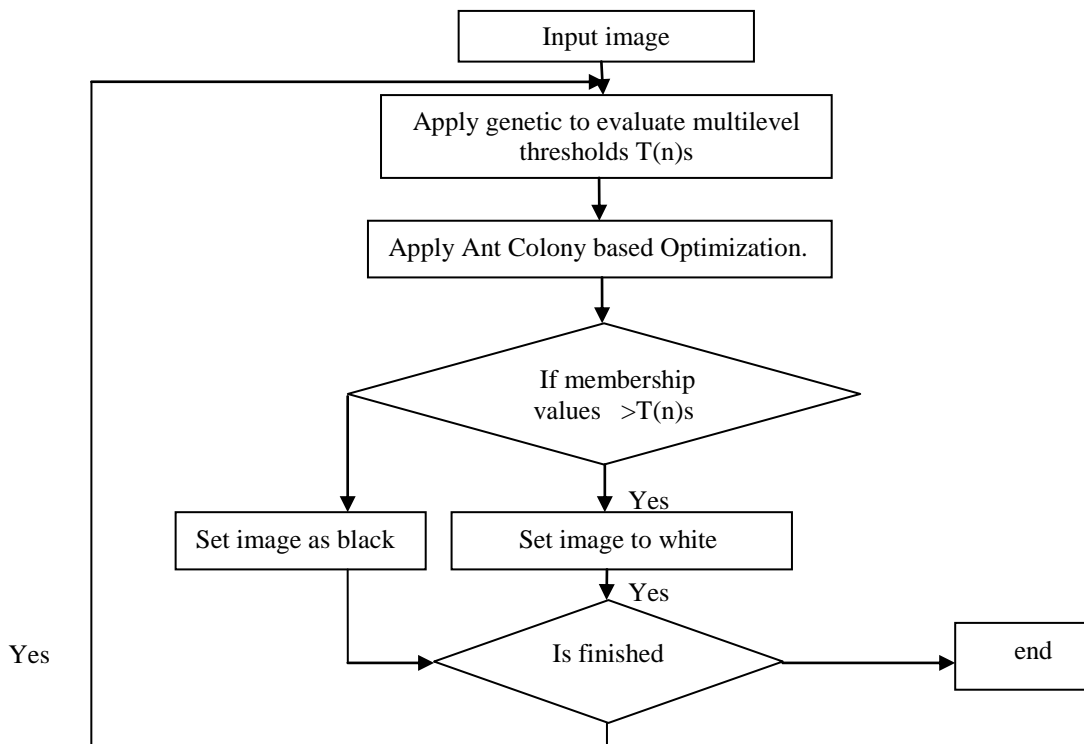 Input image
Apply genetic to evaluate multilevel
thresholds T(n)s
Apply Ant Colony based Optimization.
If membership
values >T(n)s
Yes
Set image as black
Set image to white
Yes
Yes
Is finished
end